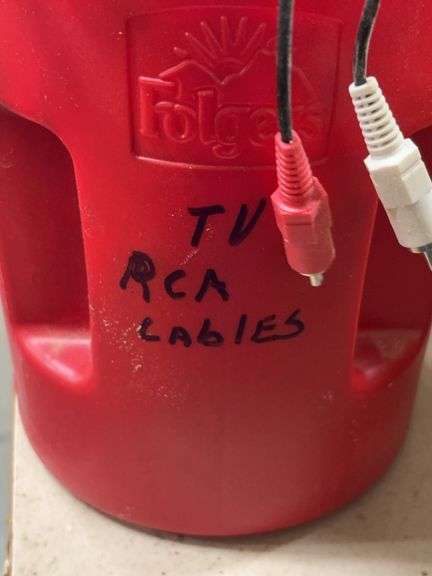 Folgers
TV
RCA
CAblES